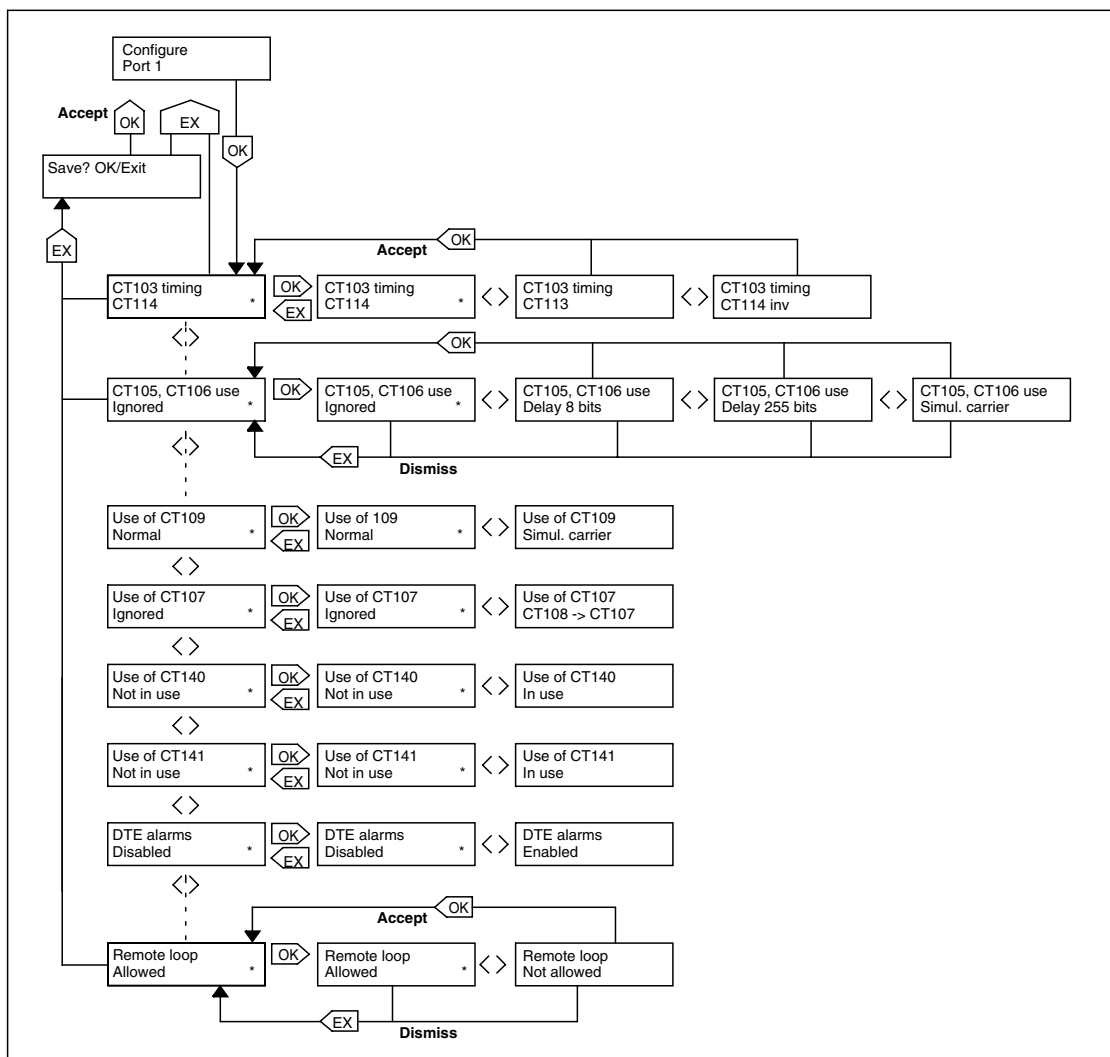 Configure
Port 1
Accept
OK
EX
OK
Save? OK/Exit
EX
Accept
OK
CT103 timing
CT114 *
OK
EX
CT103 timing
CT114 *
< >
CT103 timing
CT113
< >
CT103 timing
CT114 inv
< >
OK
CT105, CT106 use
Ignored *
OK
CT105, CT106 use
Ignored *
< >
CT105, CT106 use
Delay 8 bits
< >
CT105, CT106 use
Delay 255 bits
< >
CT105, CT106 use
Simul. carrier
< >
EX
Dismiss
Use of CT109
Normal *
OK
EX
Use of 109
Normal *
< >
Use of CT109
Simul. carrier
< >
Use of CT107
Ignored *
OK
EX
Use of CT107
Ignored *
< >
Use of CT107
CT108 -> CT107
< >
Use of CT140
Not in use *
OK
EX
Use of CT140
Not in use *
< >
Use of CT140
In use
< >
Use of CT141
Not in use *
OK
EX
Use of CT141
Not in use *
< >
Use of CT141
In use
< >
DTE alarms
Disabled *
OK
EX
DTE alarms
Disabled *
< >
DTE alarms
Enabled
< >
Accept
OK
Remote loop
Allowed *
OK
Remote loop
Allowed *
< >
Remote loop
Not allowed
EX
Dismiss